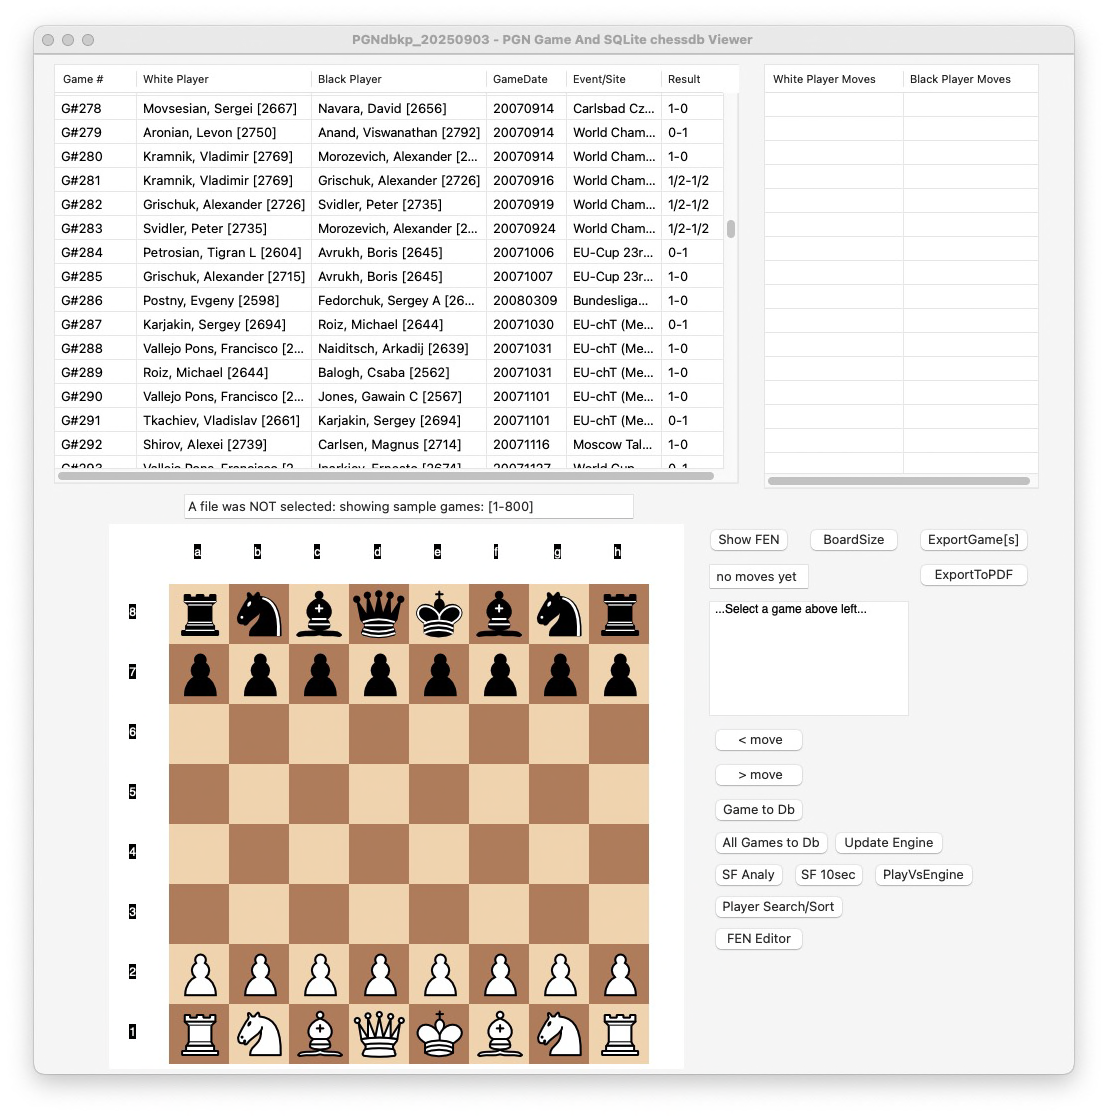 PGNdbkp_20250903 - PGN Game And SQLite chessdb Viewer
Game # White Player Black Player GameDate Event/Site Result
G#278 Movsesian, Sergei [2667] Navara, David [2656] 20070914 Carlsbad Cz... 1-0
G#279 Aronian, Levon [2750] Anand, Viswanathan [2792] 20070914 World Cham... 0-1
G#280 Kramnik, Vladimir [2769] Morozevich, Alexander [2... 20070914 World Cham... 1-0
G#281 Kramnik, Vladimir [2769] Grischuk, Alexander [2726] 20070916 World Cham... 1/2-1/2
G#282 Grischuk, Alexander [2726] Svidler, Peter [2735] 20070919 World Cham... 1/2-1/2
G#283 Svidler, Peter [2735] Morozevich, Alexander [2... 20070924 World Cham... 1/2-1/2
G#284 Petrosian, Tigran L [2604] Avrukh, Boris [2645] 20071006 EU-Cup 23r... 0-1
G#285 Grischuk, Alexander [2715] Avrukh, Boris [2645] 20071007 EU-Cup 23r... 1-0
G#286 Postny, Evgeny [2598] Fedorchuk, Sergey A [26... 20080309 Bundesliga... 1-0
G#287 Karjakin, Sergey [2694] Roiz, Michael [2644] 20071030 EU-chT (Me... 0-1
G#288 Vallejo Pons, Francisco [2... Naiditsch, Arkadij [2639] 20071031 EU-chT (Me... 1-0
G#289 Roiz, Michael [2644] Balogh, Csaba [2562] 20071031 EU-chT (Me... 1-0
G#290 Vallejo Pons, Francisco [2... Jones, Gawain C [2567] 20071101 EU-chT (Me... 1-0
G#291 Tkachiev, Vladislav [2661] Karjakin, Sergey [2694] 20071101 EU-chT (Me... 0-1
G#292 Shirov, Alexei [2739] Carlsen, Magnus [2714] 20071116 Moscow Tal... 1-0
White Player Moves Black Player Moves
A file was NOT selected: showing sample games: [1-800]
a b c d e f g h
8
7
6
5
4
3
2
1
Show FEN BoardSize ExportGame[s]
no moves yet ExportToPDF
...Select a game above left...
< move
> move
Game to Db
All Games to Db Update Engine
SF Analy SF 10sec PlayVsEngine
Player Search/Sort
FEN Editor